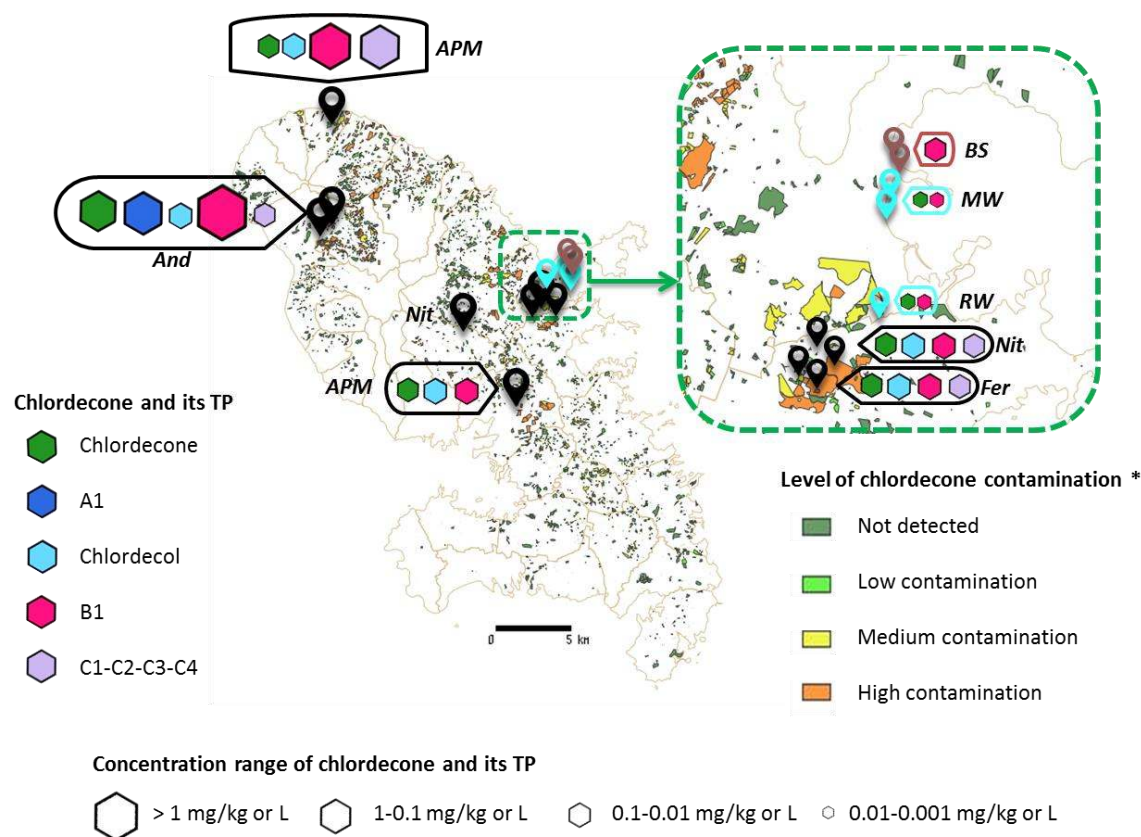 APM
BS
MW
And
RW
Nit
Nit
APM
Fer
Chlordecone and its TP
Chlordecone
A1
Chlordecol
B1
C1-C2-C3-C4
Level of chlordecone contamination *
Not detected
Low contamination
Medium contamination
High contamination
0 5 km
Concentration range of chlordecone and its TP
> 1 mg/kg or L 1-0.1 mg/kg or L 0.1-0.01 mg/kg or L 0.01-0.001 mg/kg or L